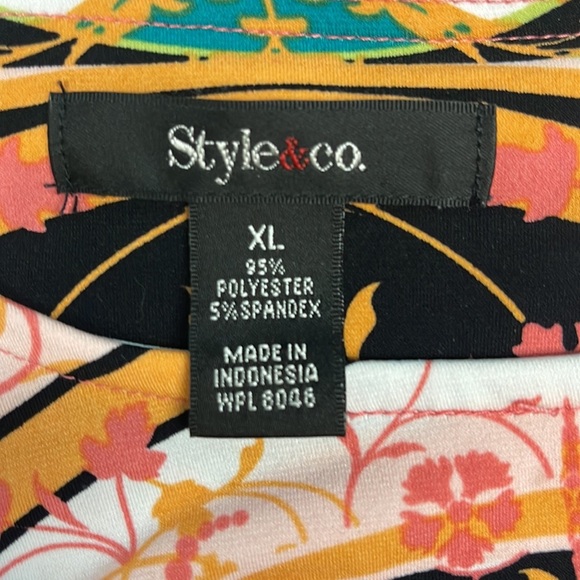 Style&co.
XL
95%
POLYESTER
5% SPANDEX
MADE IN
INDONESIA
WPL 8046